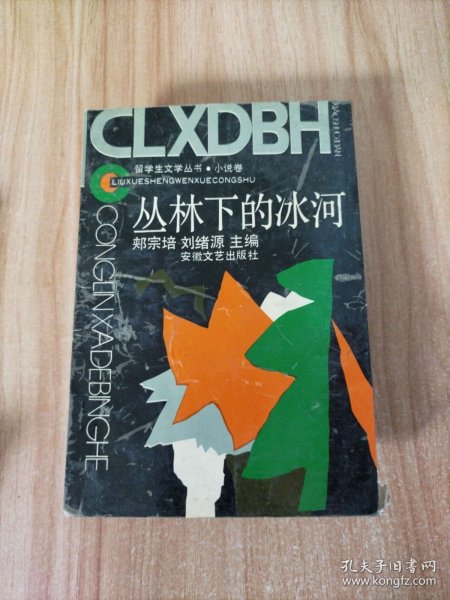 CLXDBH
XIAOSHUOJUAN
留学生文学丛书·小说卷
LIUXUESHENGWENXUECONGSHU
丛林下的冰河
郏宗培 刘绪源 主编
安徽文艺出版社
CONGLINXIADEBINGHE
孔夫子旧书网
www.kongfz.com